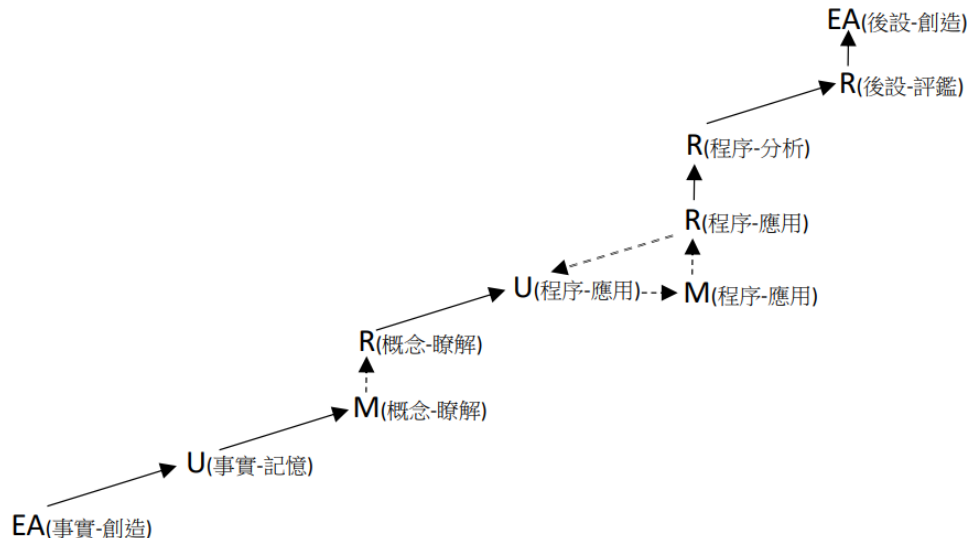 EA(後設-創造)
R(後設-評鑑)
R(程序-分析)
R(程序-應用)
U(程序-應用)
M(程序-應用)
R(概念-瞭解)
M(概念-瞭解)
U(事實-記憶)
EA(事實-創造)